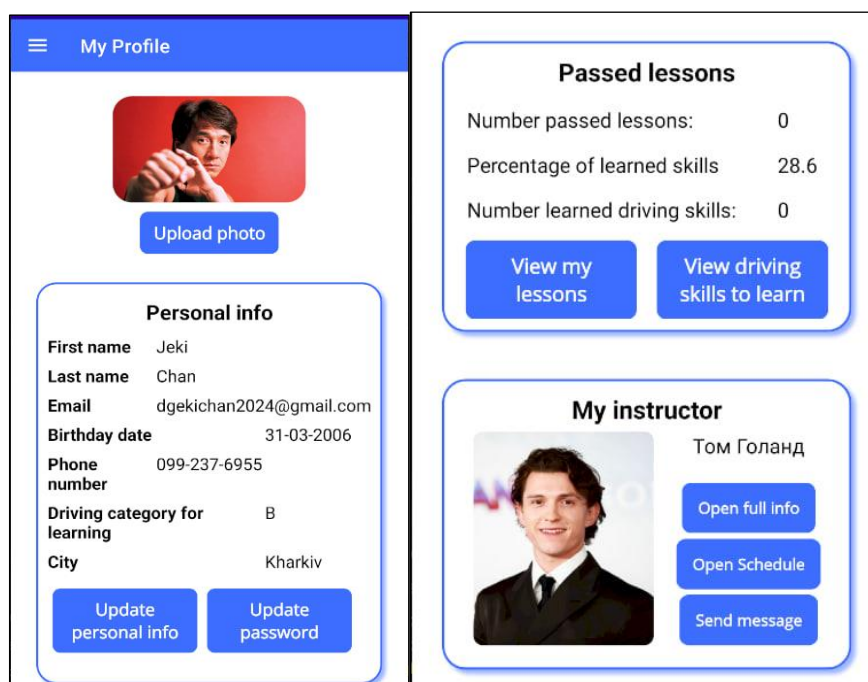 My Profile
Upload photo
Personal info
First name Jeki
Last name Chan
Email dgekichan2024@gmail.com
Birthday date 31-03-2006
Phone
number 099-237-6955
Driving category for
learning B
City Kharkiv
Update
personal info
Update
password
Passed lessons
Number passed lessons: 0
Percentage of learned skills 28.6
Number learned driving skills: 0
View my
lessons
View driving
skills to learn
My instructor
Том Голанд
Open full info
Open Schedule
Send message